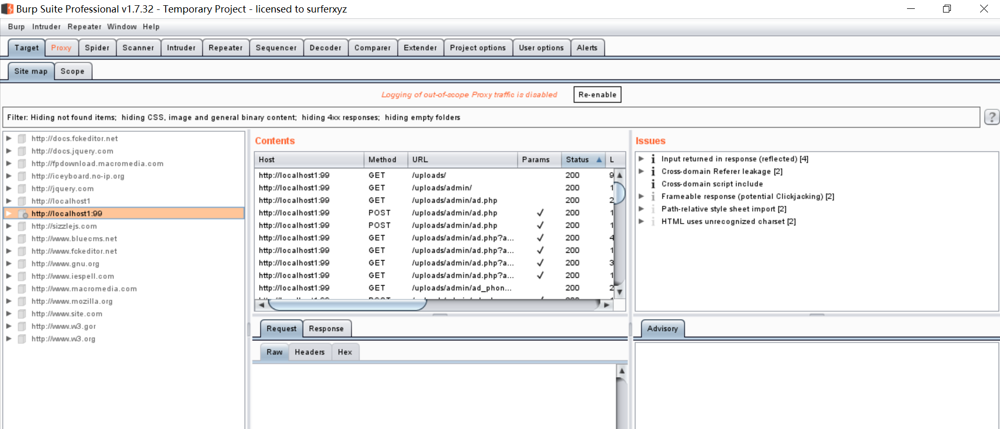 Burp Suite Professional v1.7.32 - Temporary Project - licensed to surferxyz
Burp Intruder Repeater Window Help
Target Proxy Spider Scanner Intruder Repeater Sequencer Decoder Comparer Extender Project options User options Alerts
Site map Scope
Logging of out-of-scope Proxy traffic is disabled Re-enable
Filter: Hiding not found items; hiding CSS, image and general binary content; hiding 4xx responses; hiding empty folders ?
http://docs.fckeditor.net
http://docs.jquery.com
http://fpdownload.macromedia.com
http://iceyboard.no-ip.org
http://jquery.com
http://localhost1
http://localhost1:99
http://sizzlejs.com
http://www.bluecms.net
http://www.fckeditor.net
http://www.gnu.org
http://www.iespell.com
http://www.macromedia.com
http://www.mozilla.org
http://www.site.com
http://www.w3.gor
http://www.w3.org
Contents
Host Method URL Params Status L
http://localhost1:99 GET /uploads/ 200 9
http://localhost1:99 GET /uploads/admin/ 200 1
http://localhost1:99 GET /uploads/admin/ad.php 200 2
http://localhost1:99 POST /uploads/admin/ad.php ✓ 200 1
http://localhost1:99 POST /uploads/admin/ad.php ✓ 200 1
http://localhost1:99 GET /uploads/admin/ad.php?a... ✓ 200 4
http://localhost1:99 GET /uploads/admin/ad.php?a... ✓ 200 1
http://localhost1:99 GET /uploads/admin/ad.php?a... ✓ 200 3
http://localhost1:99 GET /uploads/admin/ad.php?a... ✓ 200 1
http://localhost1:99 GET /uploads/admin/ad_phon... 200 2
Request Response
Raw Headers Hex
Issues
Input returned in response (reflected) [4]
Cross-domain Referer leakage [2]
Cross-domain script include
Frameable response (potential Clickjacking) [2]
Path-relative style sheet import [2]
HTML uses unrecognized charset [2]
Advisory